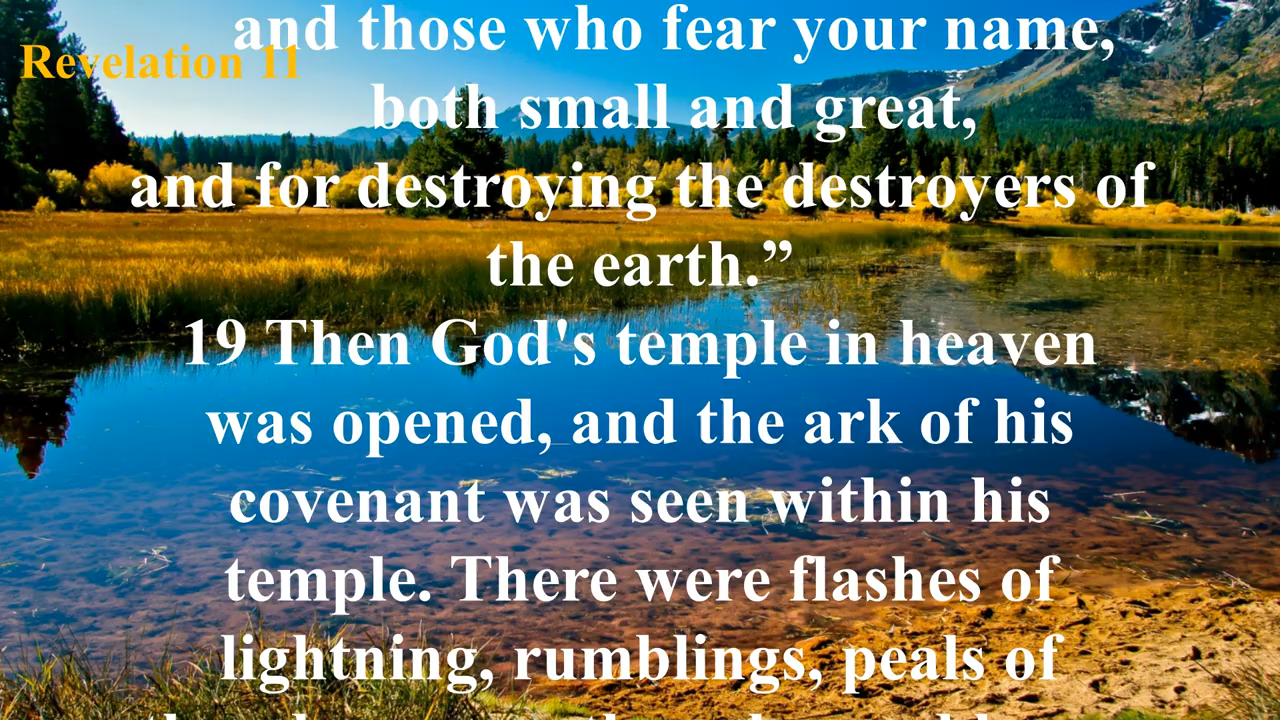 and those who fear your name,
Revelation 11
both small and great,
and for destroying the destroyers of
the earth.”
19 Then God's temple in heaven
was opened, and the ark of his
covenant was seen within his
temple. There were flashes of
lightning, rumblings, peals of